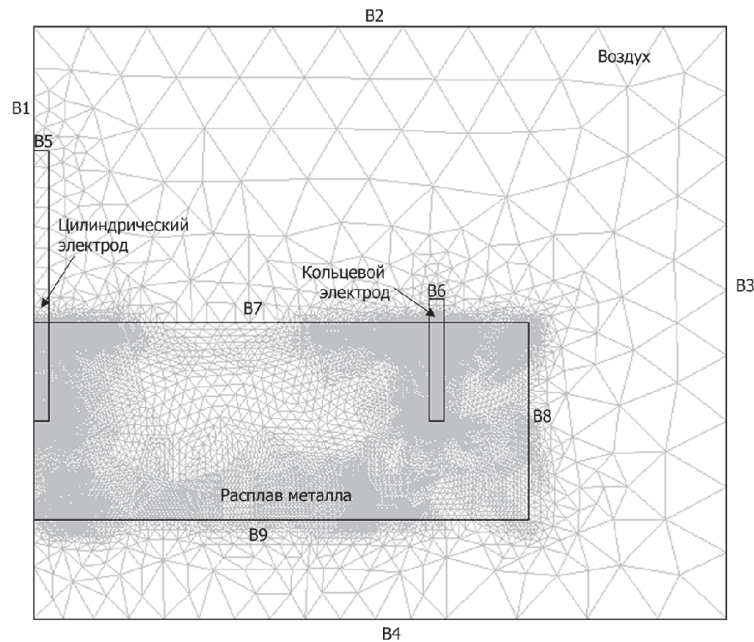 B2
Воздух
B1
B5
Цилиндрический
электрод
Кольцевой
электрод
B6
B3
B7
B8
Расплав металла
B9
B4